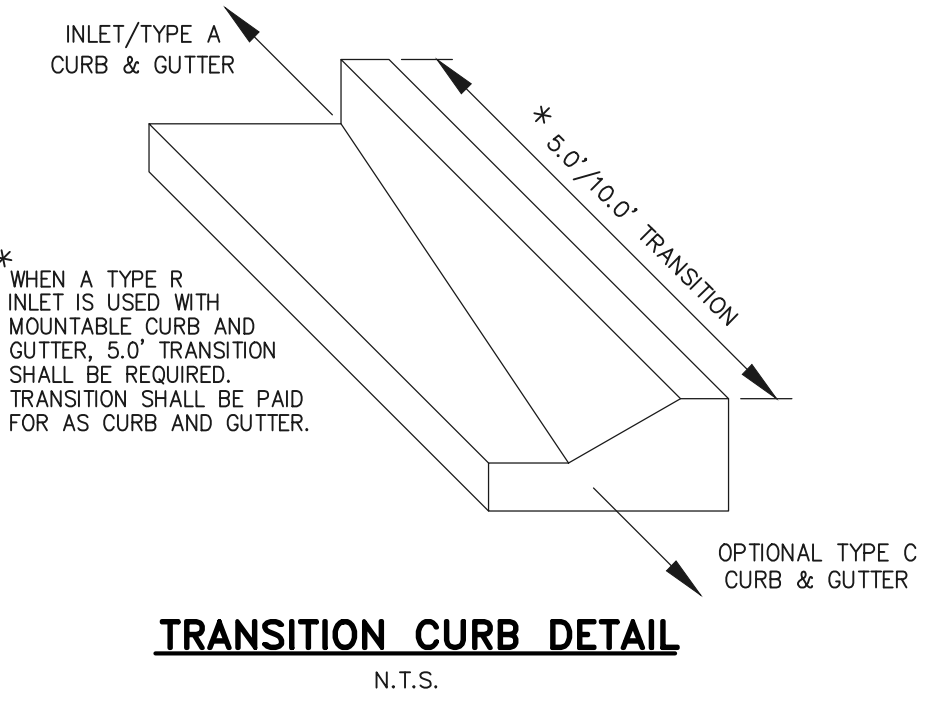 INLET/TYPE A
CURB & GUTTER
* 5.0'/10.0' TRANSITION
*
WHEN A TYPE R
INLET IS USED WITH
MOUNTABLE CURB AND
GUTTER, 5.0' TRANSITION
SHALL BE REQUIRED.
TRANSITION SHALL BE PAID
FOR AS CURB AND GUTTER.
OPTIONAL TYPE C
CURB & GUTTER
TRANSITION CURB DETAIL
N.T.S.